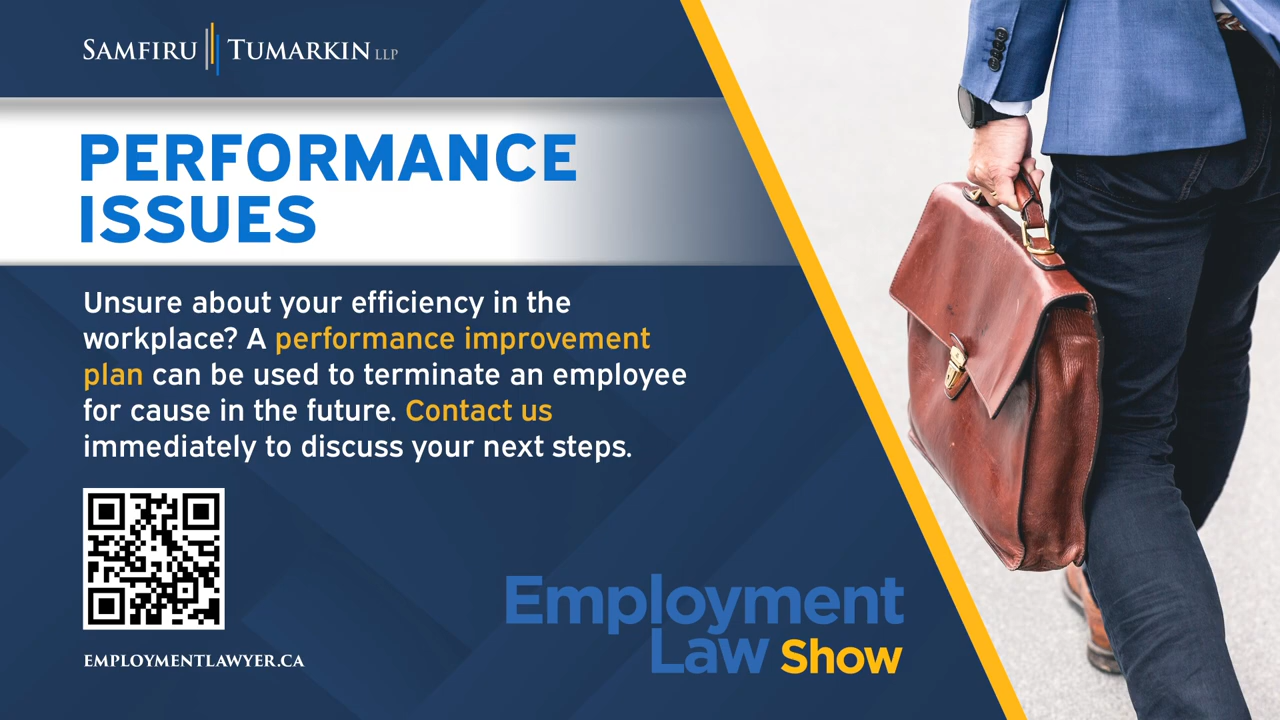 SAMFIRU TUMARKIN LLP
PERFORMANCE
ISSUES
Unsure about your efficiency in the
workplace? A performance improvement
plan can be used to terminate an employee
for cause in the future. Contact us
immediately to discuss your next steps.
EMPLOYMENTLAWYER.CA
Employment
Law Show